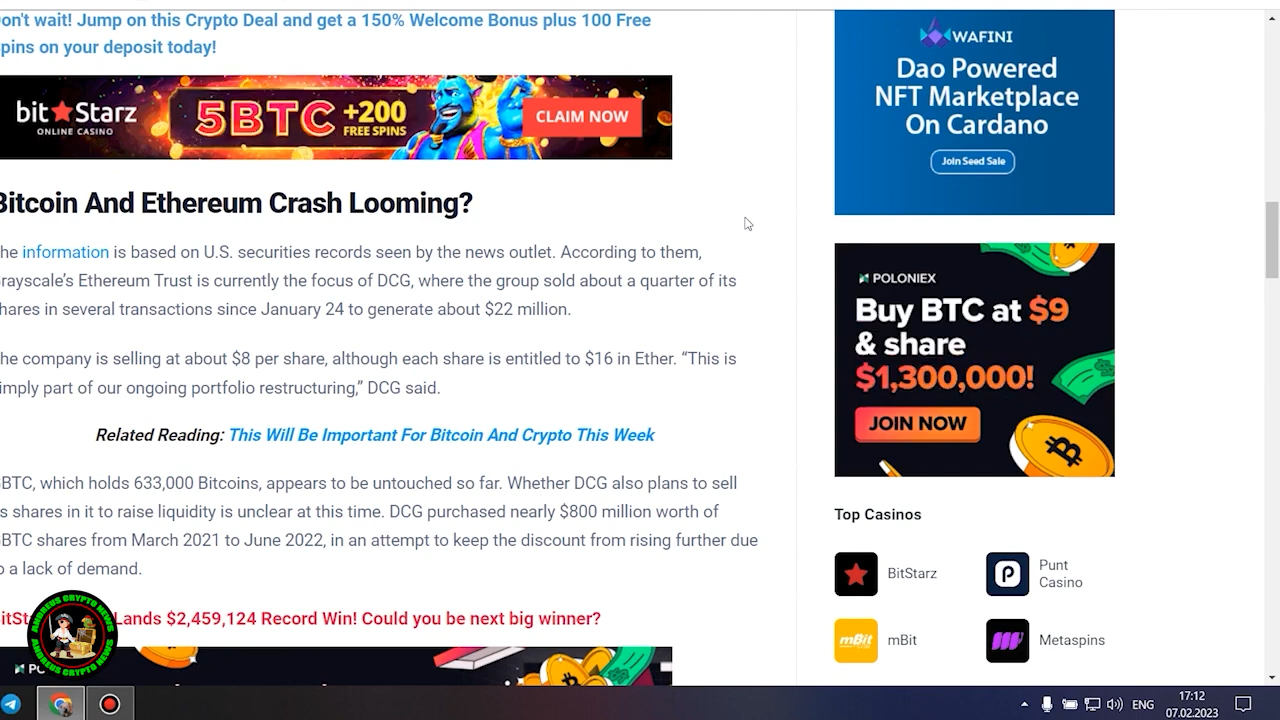 on't wait! Jump on this Crypto Deal and get a 150% Welcome Bonus plus 100 Free
pins on your deposit today!
bit Starz
ONLINE CASINO
5BTC +200
FREE SPINS
CLAIM NOW
Bitcoin And Ethereum Crash Looming?
he information is based on U.S. securities records seen by the news outlet. According to them,
rayscale's Ethereum Trust is currently the focus of DCG, where the group sold about a quarter of its
hares in several transactions since January 24 to generate about $22 million.
he company is selling at about $8 per share, although each share is entitled to $16 in Ether. “This is
imply part of our ongoing portfolio restructuring,” DCG said.
Related Reading: This Will Be Important For Bitcoin And Crypto This Week
BTC, which holds 633,000 Bitcoins, appears to be untouched so far. Whether DCG also plans to sell
s shares in it to raise liquidity is unclear at this time. DCG purchased nearly $800 million worth of
BTC shares from March 2021 to June 2022, in an attempt to keep the discount from rising further due
o a lack of demand.
itSt Lands $2,459,124 Record Win! Could you be next big winner?
ANDREUS CRYPTO NEWS
ANDREUS CRYPTO NEWS
WAFINI
Dao Powered
NFT Marketplace
On Cardano
Join Seed Sale
POLONIEX
Buy BTC at $9
& share
$1,300,000!
JOIN NOW
Top Casinos
BitStarz
Punt
Casino
mBit
mBit
Metaspins
ENG
17:12
07.02.2023